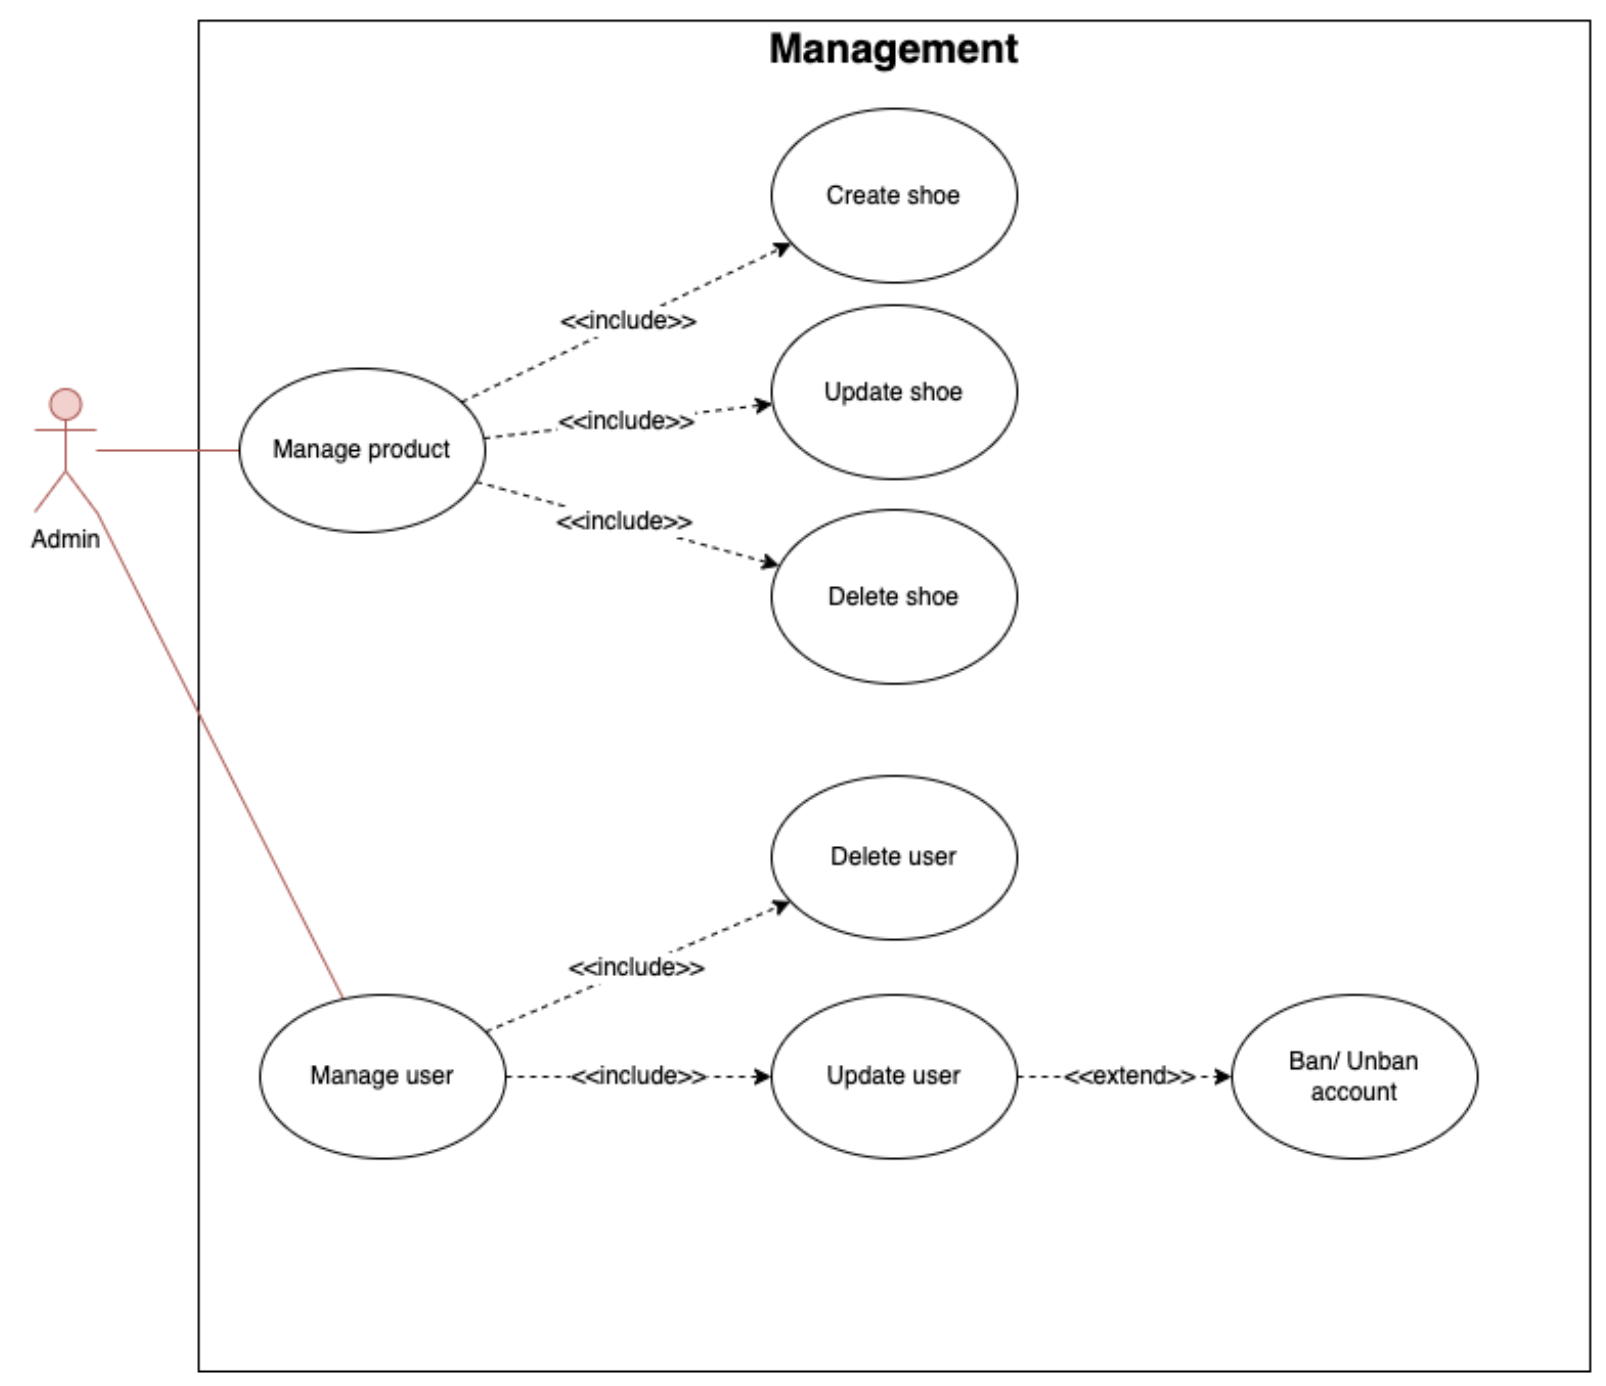 Management
Create shoe
<<include>>
Update shoe
<<include>>
Manage product
<<include>>
Admin
Delete shoe
Delete user
<<include>>
Manage user
<<include>>
Update user
<<extend>>
Ban/ Unban
account